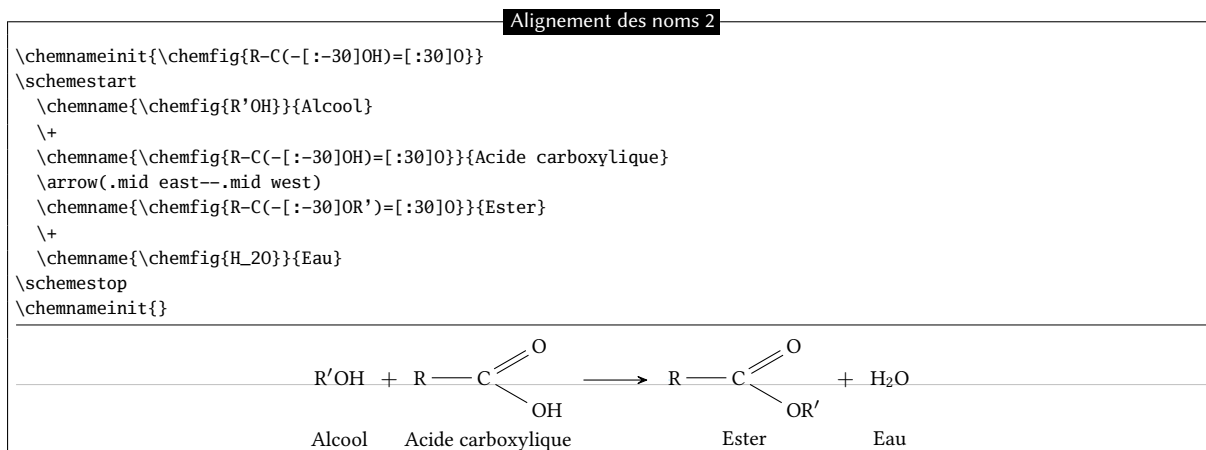 Alignement des noms 2
\chemnameinit{\chemfig{R-C(-[:-30]OH)=[:30]O}}
\schemestart
\chemname{\chemfig{R’OH}}{Alcool}
\+
\chemname{\chemfig{R-C(-[:-30]OH)=[:30]O}}{Acide carboxylique}
\arrow(.mid east--.mid west)
\chemname{\chemfig{R-C(-[:-30]OR’)=[:30]O}}{Ester}
\+
\chemname{\chemfig{H_2O}}{Eau}
\schemestop
\chemnameinit{}
O O
R′OH + R C R C + H₂O
OH OR′
Alcool Acide carboxylique Ester Eau